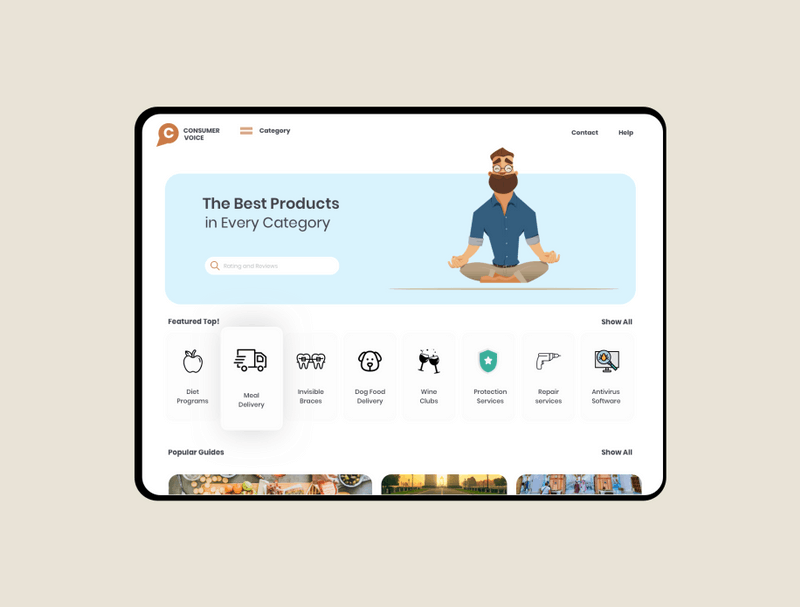 C
CONSUMER
VOICE
Category
Contact
Help
The Best Products
in Every Category
Rating and Reviews
Featured Top!
Show All
Diet
Programs
Meal
Delivery
Invisible
Braces
Dog Food
Delivery
Wine
Clubs
Protection
Services
Repair
services
Antivirus
Software
Popular Guides
Show All